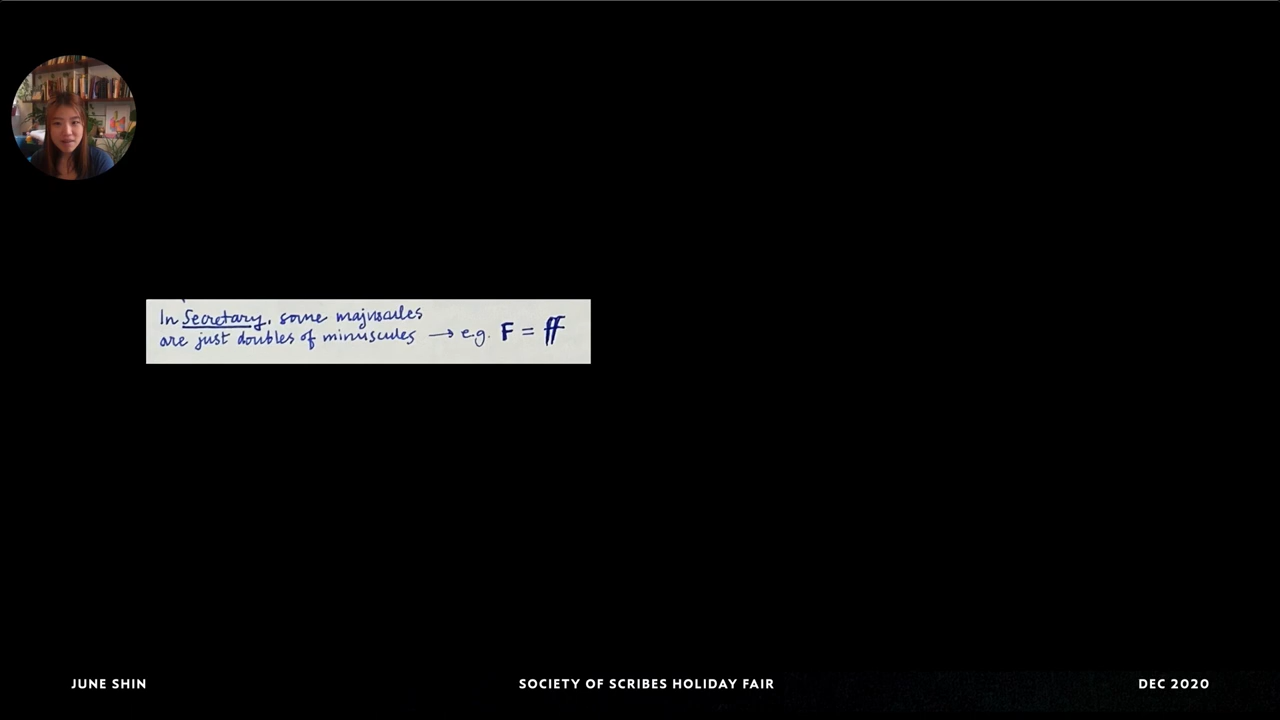 In Secretary, some majuscules
are just doubles of minuscules → e.g. F = ff
JUNE SHIN
SOCIETY OF SCRIBES HOLIDAY FAIR
DEC 2020